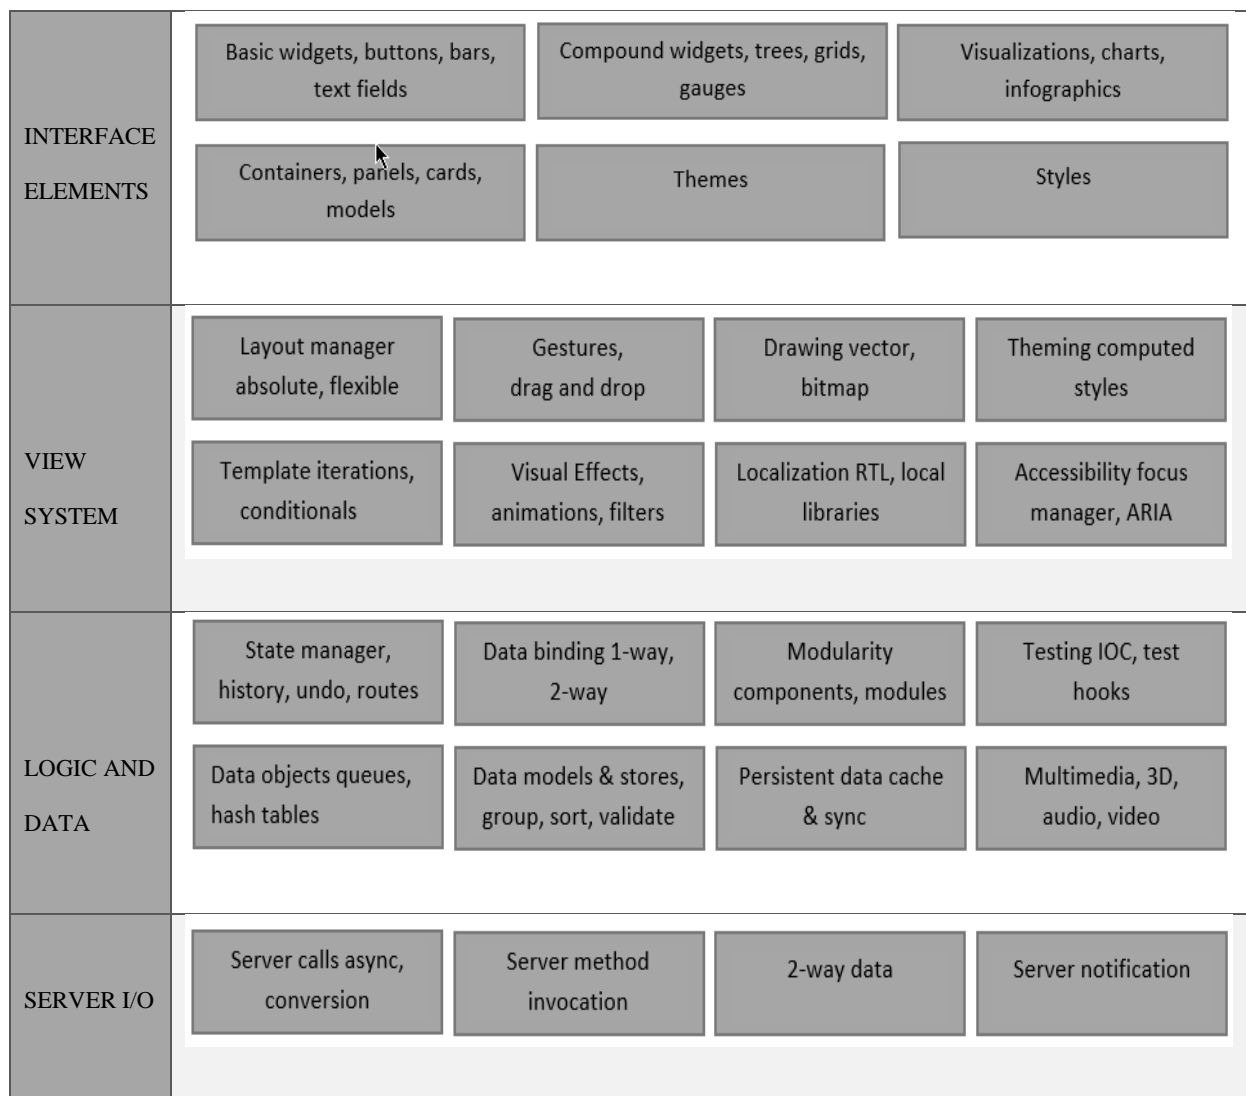 INTERFACE
ELEMENTS
Basic widgets, buttons, bars,
text fields
Compound widgets, trees, grids,
gauges
Visualizations, charts,
infographics
Containers, panels, cards,
models
Themes
Styles
VIEW
SYSTEM
Layout manager
absolute, flexible
Gestures,
drag and drop
Drawing vector,
bitmap
Theming computed
styles
Template iterations,
conditionals
Visual Effects,
animations, filters
Localization RTL, local
libraries
Accessibility focus
manager, ARIA
LOGIC AND
DATA
State manager,
history, undo, routes
Data binding 1-way,
2-way
Modularity
components, modules
Testing IOC, test
hooks
Data objects queues,
hash tables
Data models & stores,
group, sort, validate
Persistent data cache
& sync
Multimedia, 3D,
audio, video
SERVER I/O
Server calls async,
conversion
Server method
invocation
2-way data
Server notification